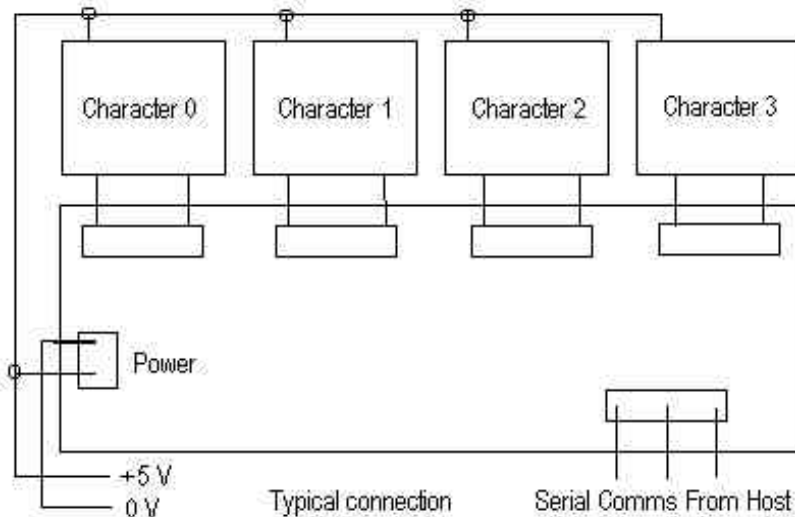 Character 0
Character 1
Character 2
Character 3
Power
+5 V
0 V
Typical connection
Serial Comms From Host